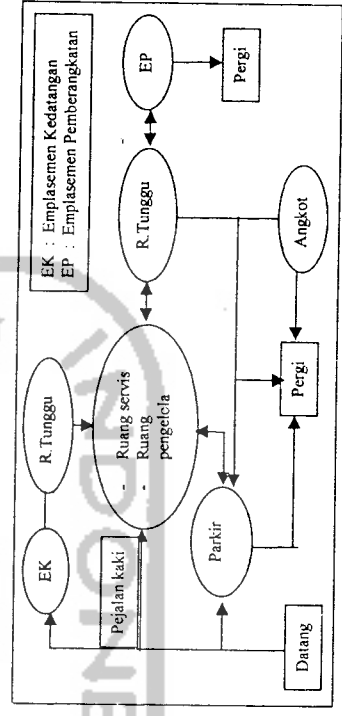 EK : Emplasemen Kedatangan
EP : Emplasemen Pemberangkatan
EK
R. Tunggu
Pejalan kaki
- Ruang servis
- Ruang
pengelola
R. Tunggu
EP
Pergi
Parkir
Angkot
Pergi
Datang